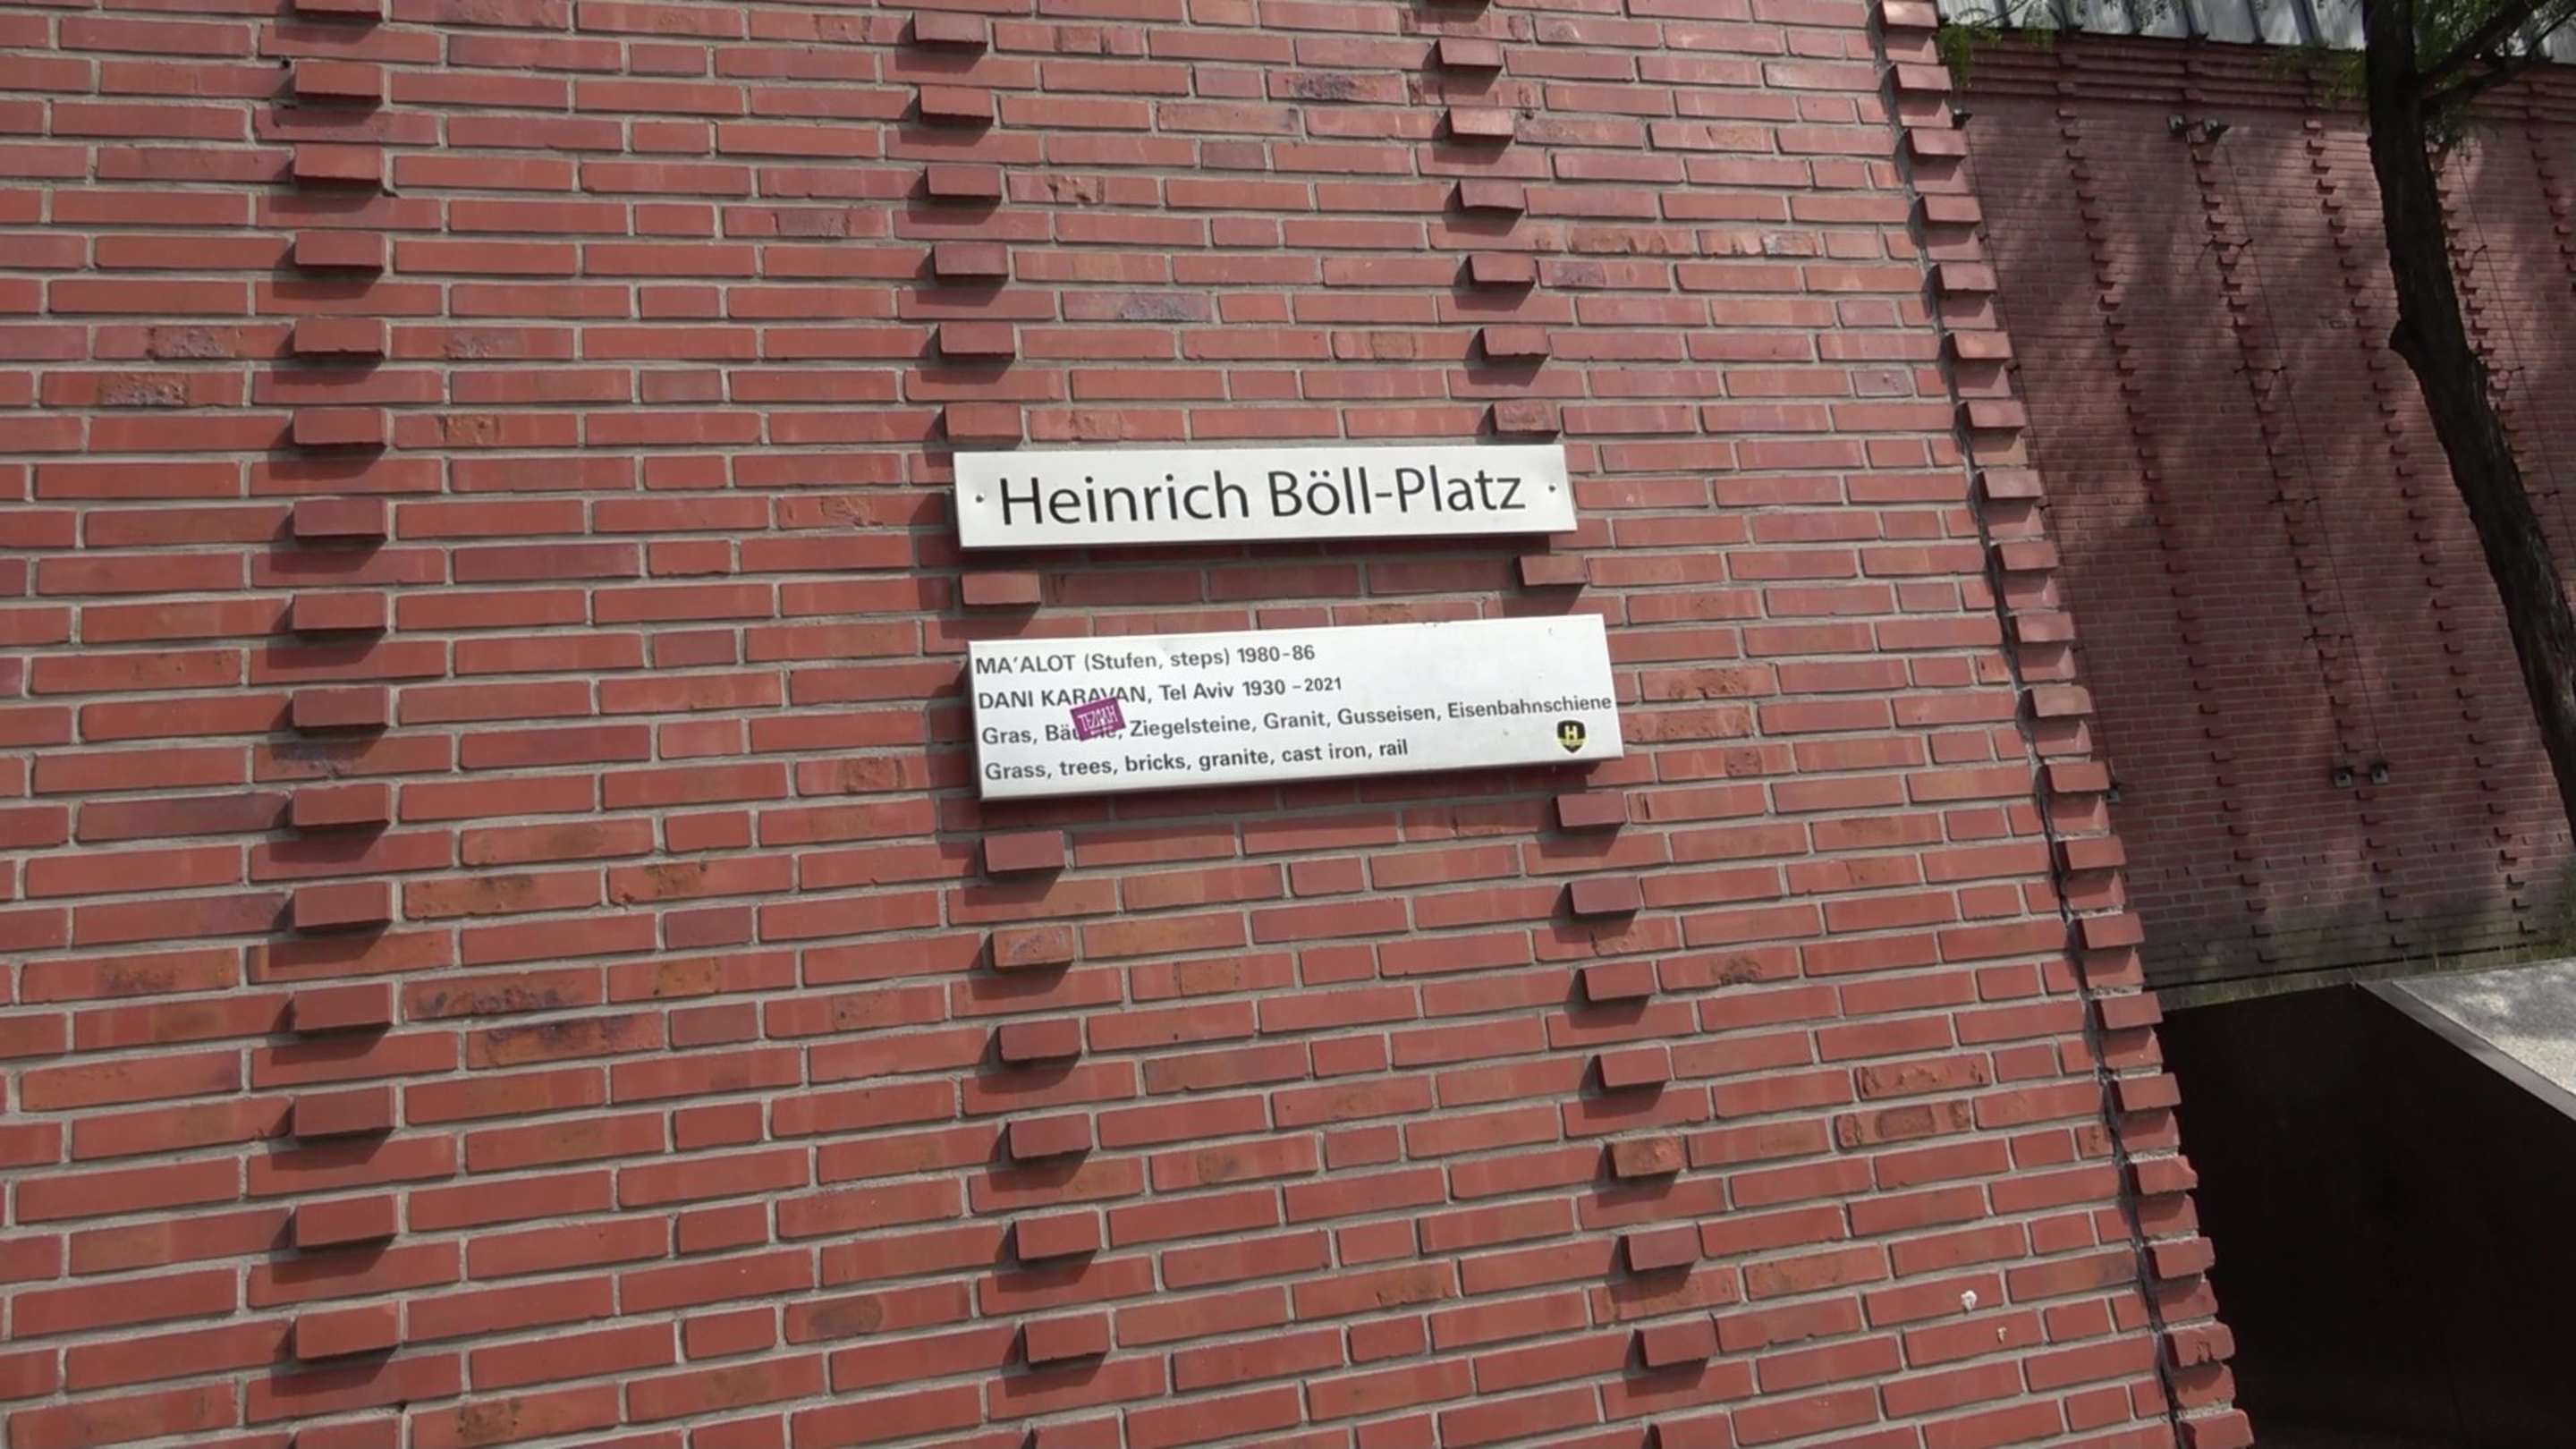 Heinrich Böll-Platz
MA'ALOT (Stufen, steps) 1980-86
DANI KARAVAN, Tel Aviv 1930 – 2021
Gras, Ziegelsteine, Granit, Gusseisen, Eisenbahnschiene
Grass, trees, bricks, granite, cast iron, rail
H